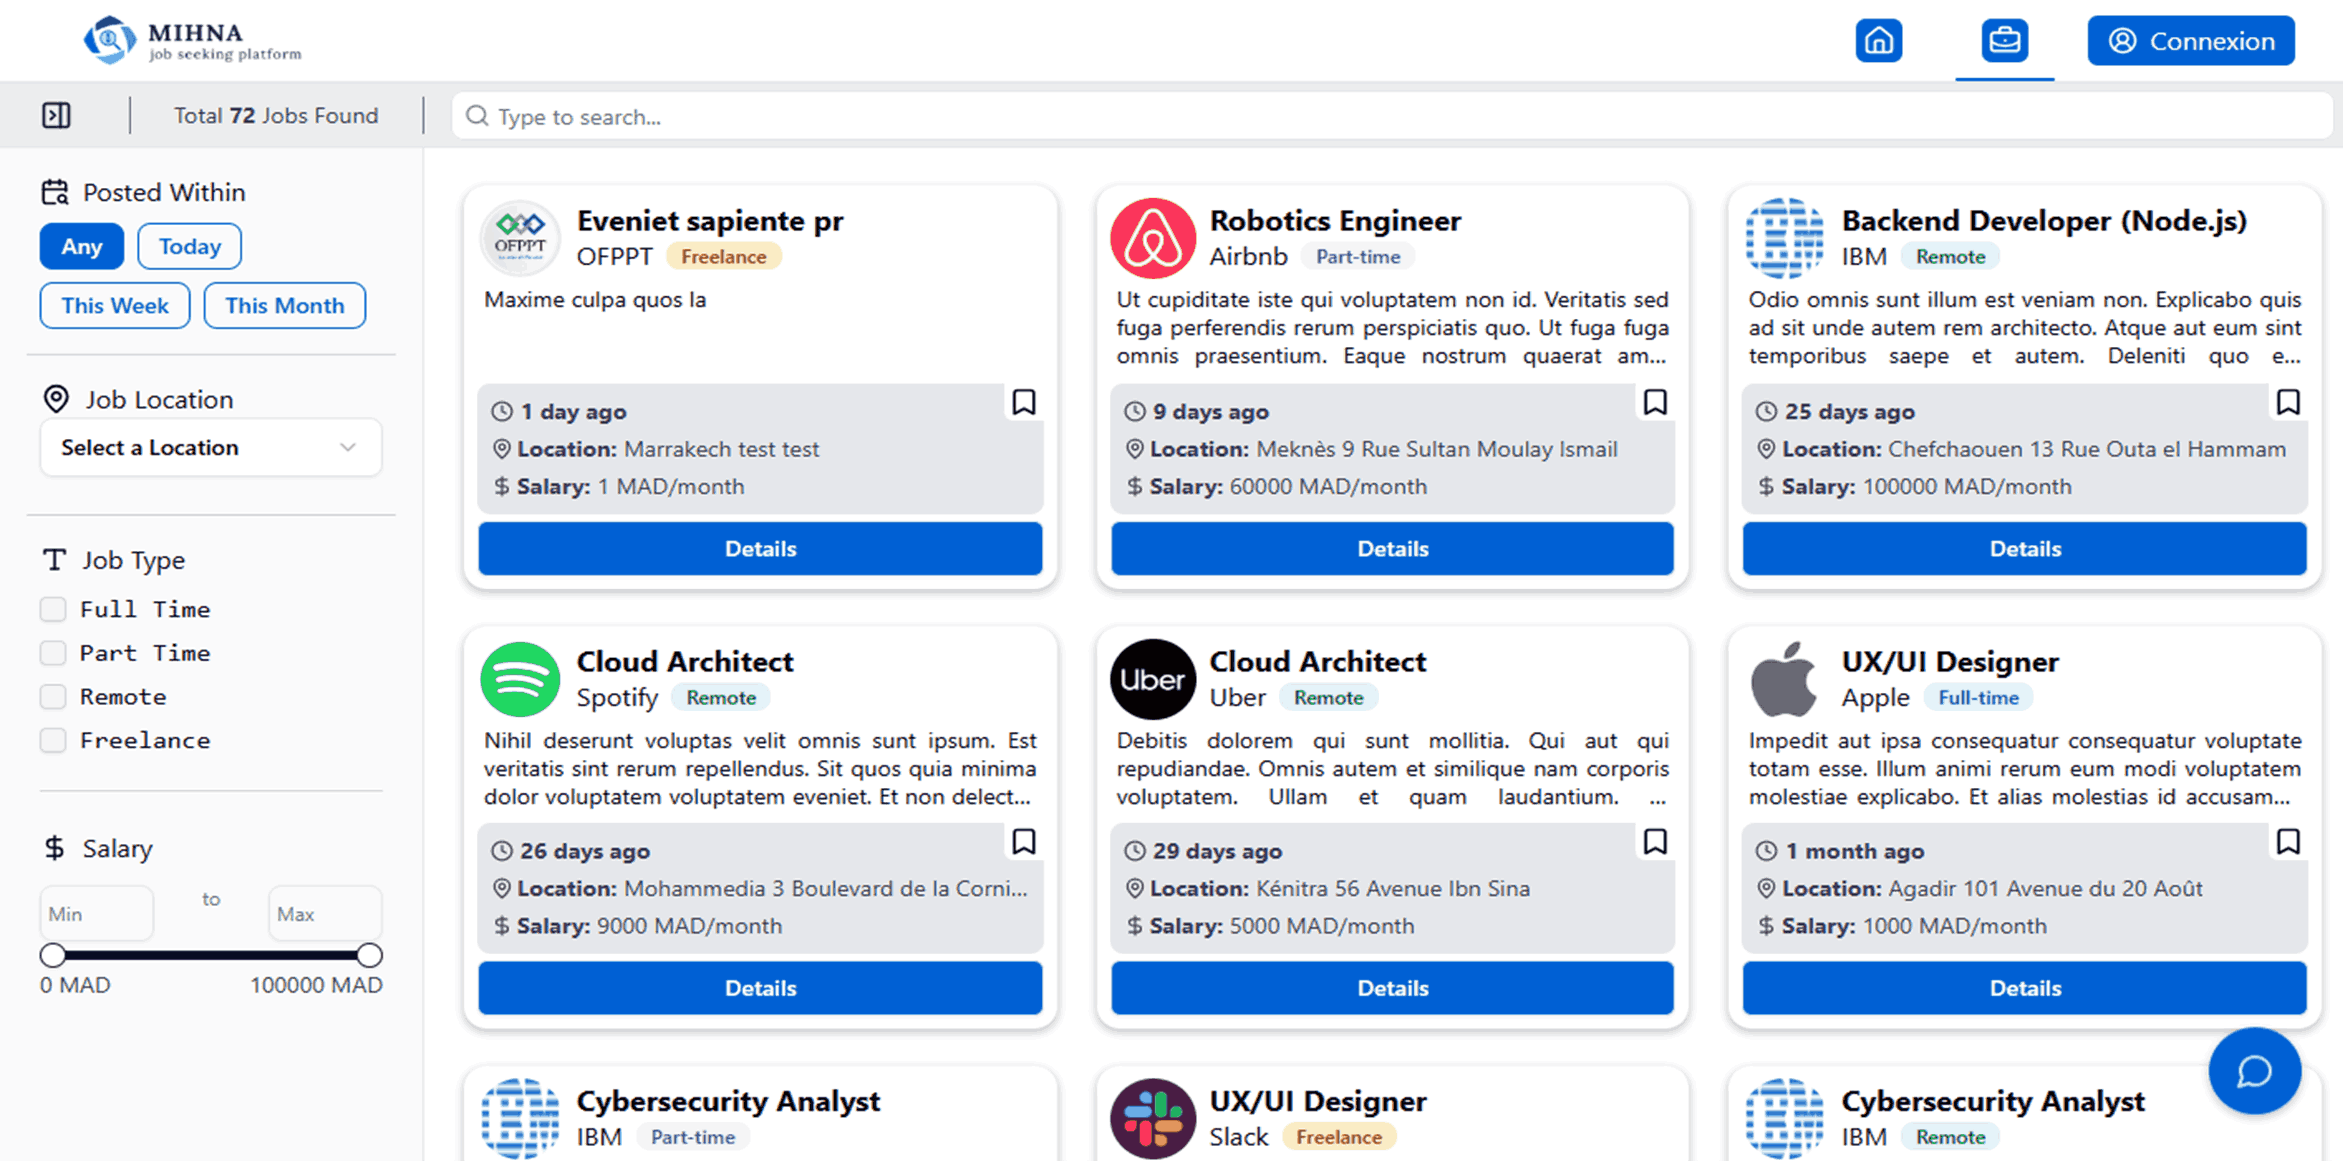 MIHNA
job seeking platform
Connexion
Total 72 Jobs Found
Type to search...
Posted Within
Any
Today
This Week
This Month
Job Location
Select a Location
Job Type
Full Time
Part Time
Remote
Freelance
Salary
Min
to
Max
0 MAD
100000 MAD
OFPPT
Eveniet sapiente pr
OFPPT Freelance
Maxime culpa quos la
1 day ago
Location: Marrakech test test
Salary: 1 MAD/month
Details
Robotics Engineer
Airbnb Part-time
Ut cupiditate iste qui voluptatem non id. Veritatis sed
fuga perferendis rerum perspiciatis quo. Ut fuga fuga
omnis praesentium. Eaque nostrum quaerat am...
9 days ago
Location: Meknès 9 Rue Sultan Moulay Ismail
Salary: 60000 MAD/month
Details
IBM
Backend Developer (Node.js)
IBM Remote
Odio omnis sunt illum est veniam non. Explicabo quis
ad sit unde autem rem architecto. Atque aut eum sint
temporibus saepe et autem. Deleniti quo e...
25 days ago
Location: Chefchaouen 13 Rue Outa el Hammam
Salary: 100000 MAD/month
Details
Cloud Architect
Spotify Remote
Nihil deserunt voluptas velit omnis sunt ipsum. Est
veritatis sint rerum repellendus. Sit quos quia minima
dolor voluptatem voluptatem eveniet. Et non delect...
26 days ago
Location: Mohammedia 3 Boulevard de la Corni...
Salary: 9000 MAD/month
Details
Uber
Cloud Architect
Uber Remote
Debitis dolorem qui sunt mollitia. Qui aut qui
repudiandae. Omnis autem et similique nam corporis
voluptatem. Ullam et quam laudantium. ...
29 days ago
Location: Kénitra 56 Avenue Ibn Sina
Salary: 5000 MAD/month
Details
UX/UI Designer
Apple Full-time
Impedit aut ipsa consequatur consequatur voluptate
totam esse. Illum animi rerum eum modi voluptatem
molestiae explicabo. Et alias molestias id accusam...
1 month ago
Location: Agadir 101 Avenue du 20 Août
Salary: 1000 MAD/month
Details
IBM
Cybersecurity Analyst
IBM Part-time
UX/UI Designer
Slack Freelance
IBM
Cybersecurity Analyst
IBM Remote